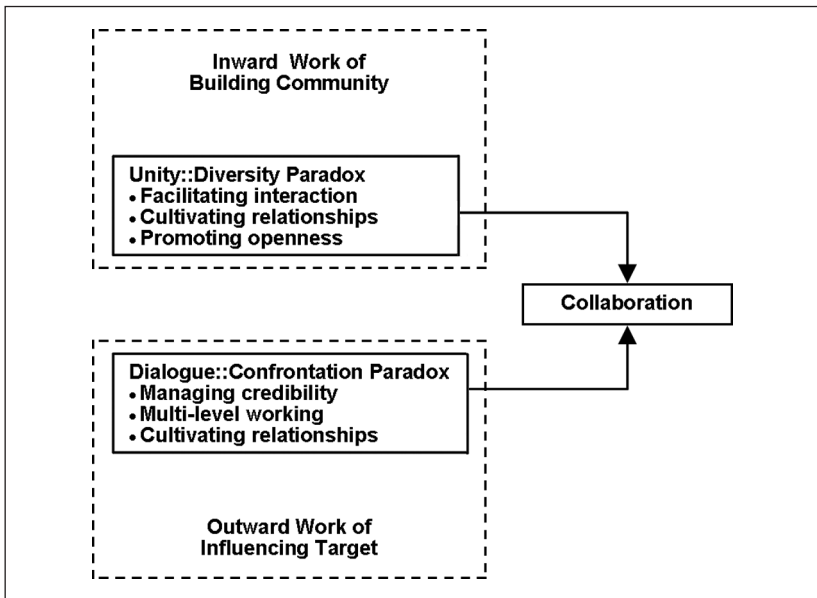 Inward Work of
Building Community
Unity::Diversity Paradox
• Facilitating interaction
• Cultivating relationships
• Promoting openness
Collaboration
Dialogue::Confrontation Paradox
• Managing credibility
• Multi-level working
• Cultivating relationships
Outward Work of
Influencing Target